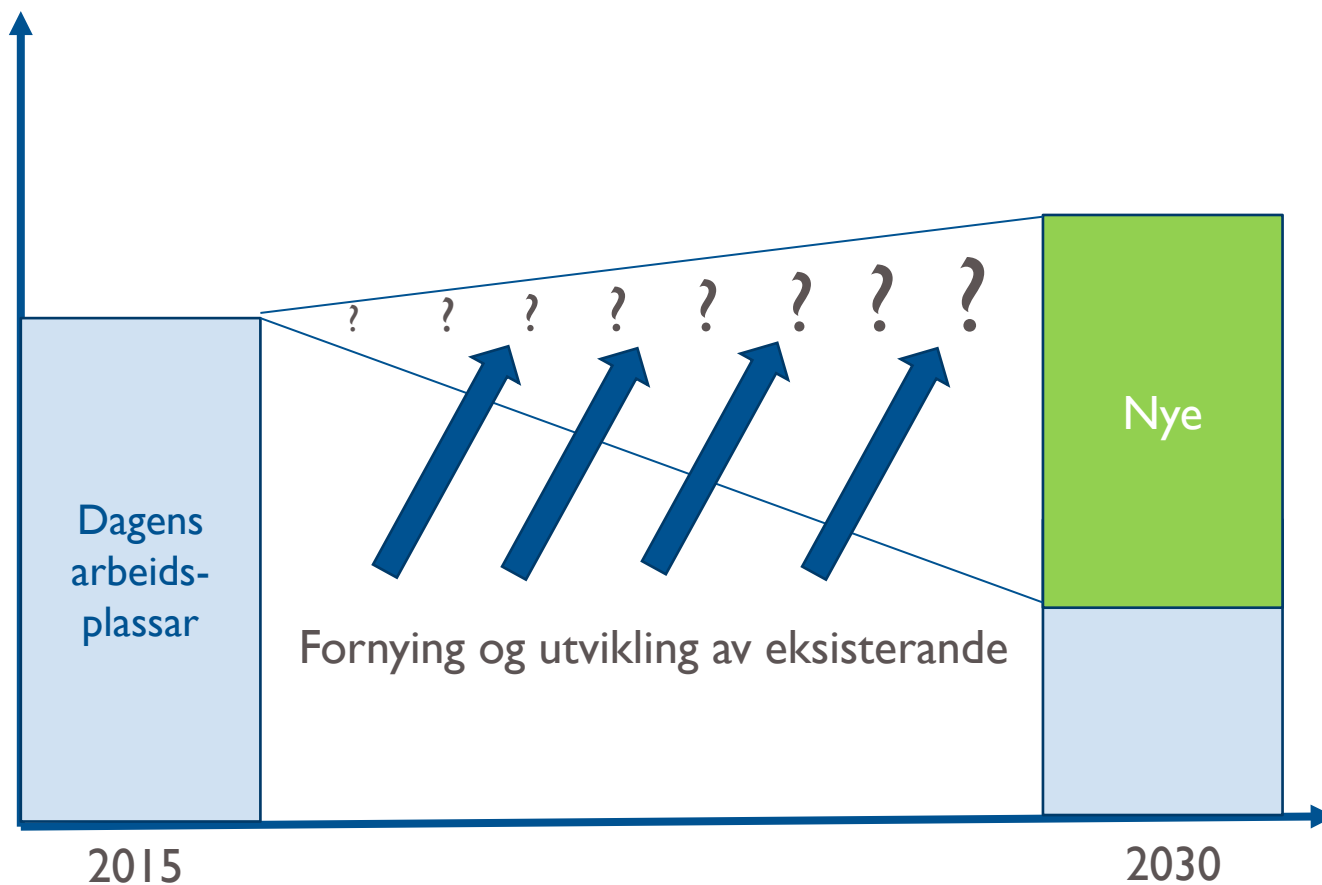 ? ? ? ? ? ? ? ?
Nye
Dagens
arbeids-
plassar
Fornying og utvikling av eksisterande
2015
2030